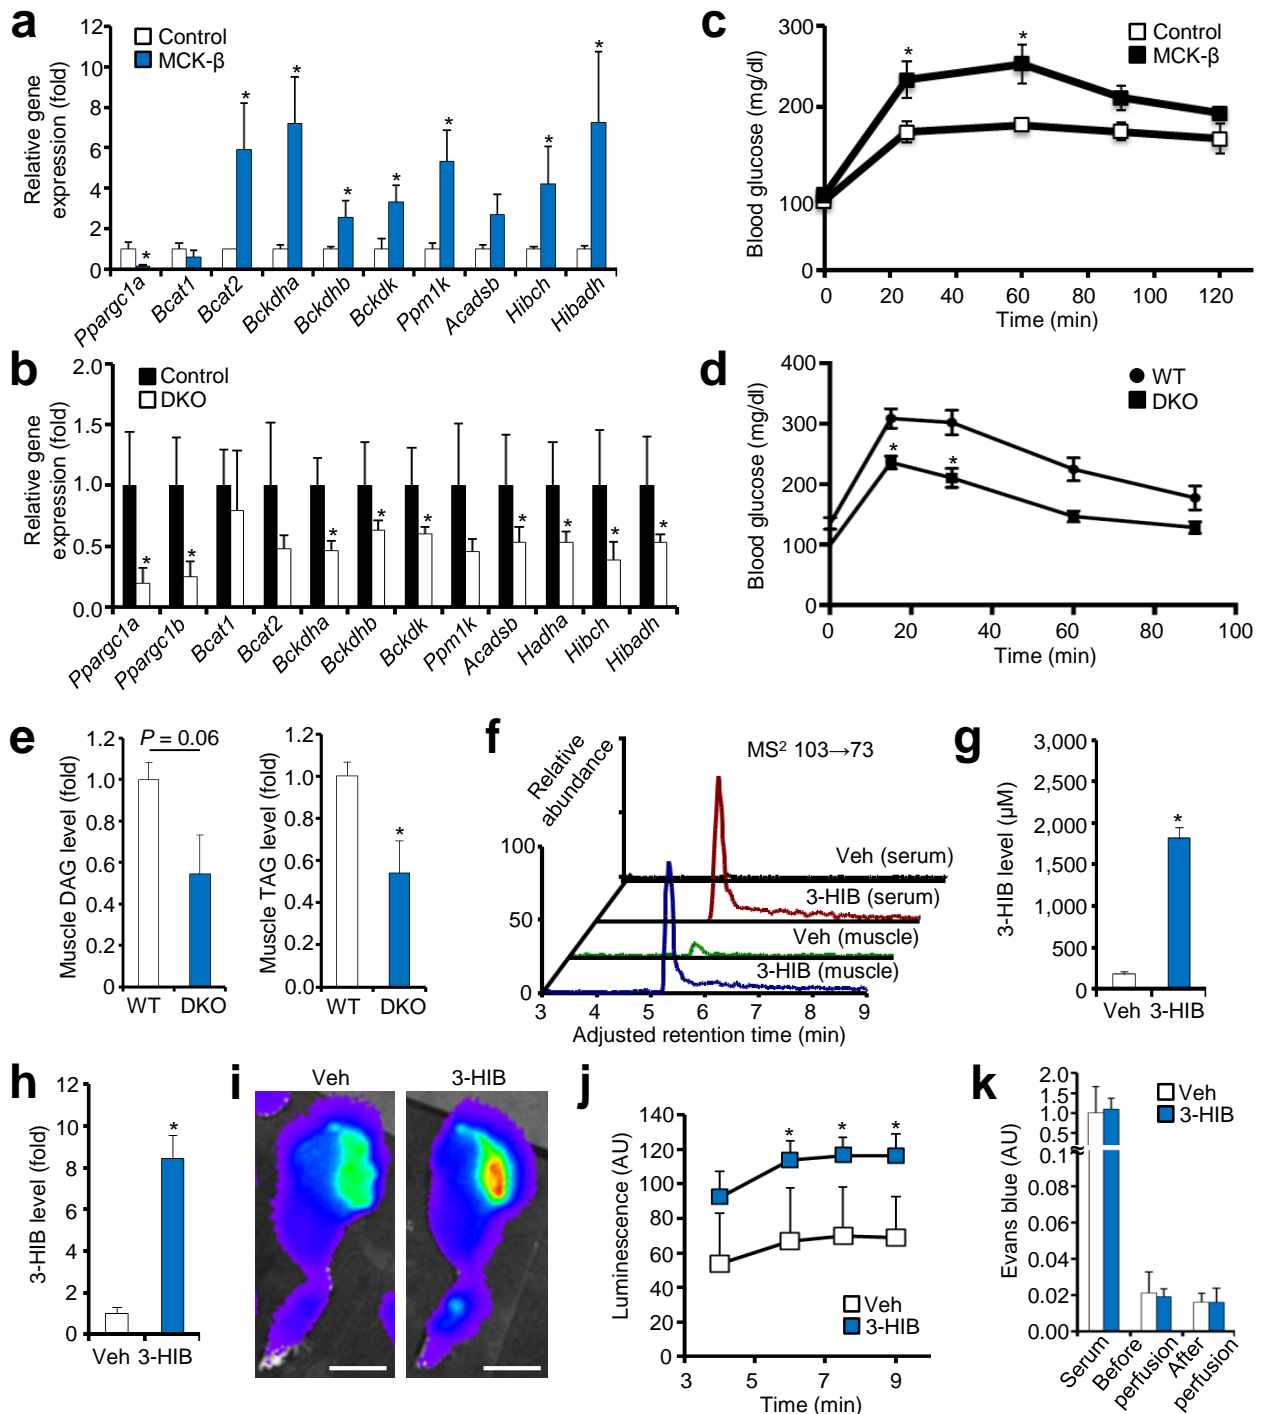 a
12
10
8
6
4
2
0
Relative gene
expression (fold)
Control
MCK-β
* * * * * * * *
Ppargc1a Bcat1 Bcat2 Bckdha Bckdhb Bckdk Ppm1k Acadsb Hibch Hibadh
b
2.0
1.5
1.0
0.5
0.0
Relative gene
expression (fold)
Control
DKO
* * * * * * * * *
Ppargc1a Ppargc1b Bcat1 Bcat2 Bckdha Bckdhb Bckdk Ppm1k Acadsb Hadha Hibch Hibadh
c
300
200
100
0
Blood glucose (mg/dl)
Control
MCK-β
* *
0 20 40 60 80 100 120
Time (min)
d
400
300
200
100
0
Blood glucose (mg/dl)
WT
DKO
* *
0 20 40 60 80 100
Time (min)
e
1.2
1.0
0.8
0.6
0.4
0.2
0
Muscle DAG level (fold)
P = 0.06
WT DKO
1.2
1.0
0.8
0.6
0.4
0.2
0.0
Muscle TAG level (fold)
*
WT DKO
f
Relative
abundance
MS² 103→73
100
50
0
Veh (serum)
3-HIB (serum)
Veh (muscle)
3-HIB (muscle)
3 4 5 6 7 8 9
Adjusted retention time (min)
g
3,000
2,500
2,000
1,500
1,000
500
0
3-HIB level (µM)
*
Veh 3-HIB
h
12
10
8
6
4
2
0
3-HIB level (fold)
*
Veh 3-HIB
i
Veh 3-HIB
j
140
120
100
80
60
40
20
0
Luminescence (AU)
* * *
Veh
3-HIB
3 5 7 9
Time (min)
k
2.0
1.5
1.0
0.5
0.1
0.08
0.06
0.04
0.02
0.00
≈
Evans blue (AU)
Veh
3-HIB
Serum
Before
perfusion
After
perfusion